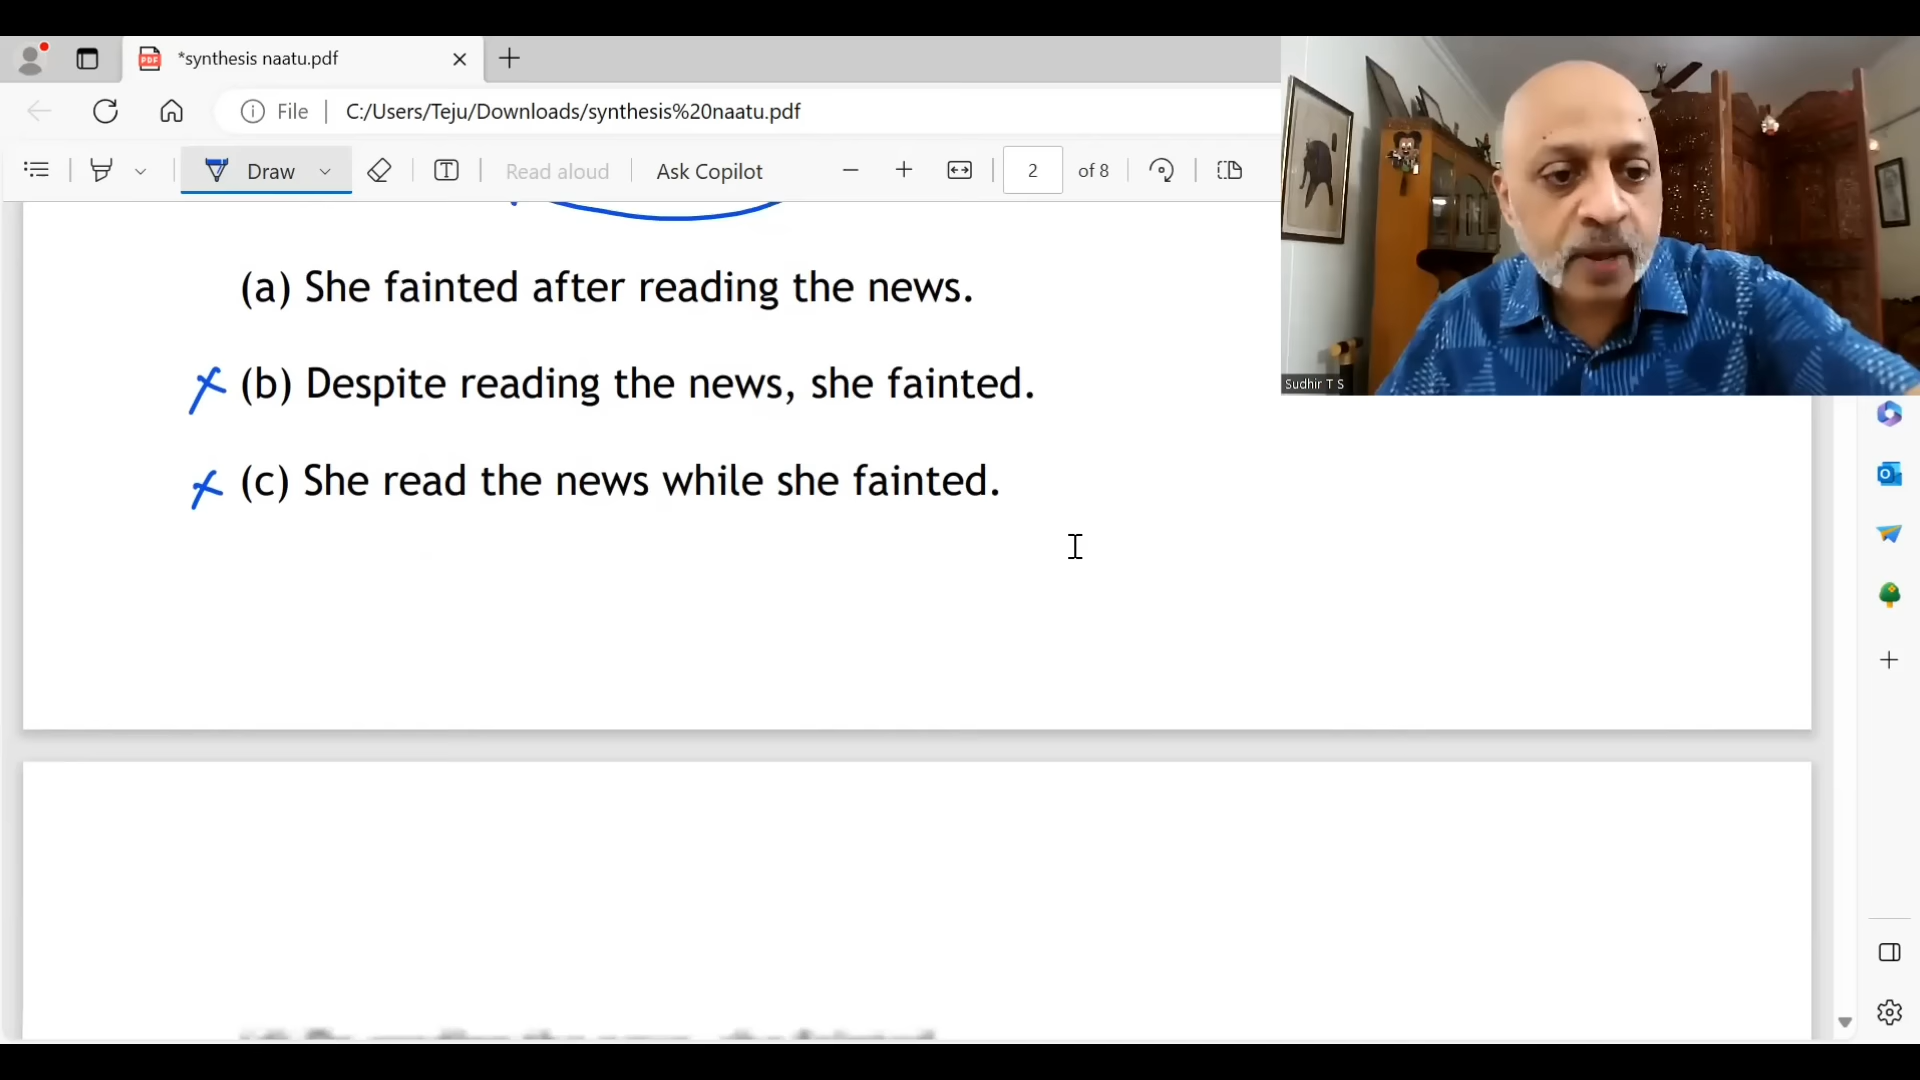 *synthesis naatu.pdf
File | C:/Users/Teju/Downloads/synthesis%20naatu.pdf
Draw
Read aloud
Ask Copilot
2 of 8
PDF
(a) She fainted after reading the news.
(b) Despite reading the news, she fainted.
(c) She read the news while she fainted.
Sudhir T S